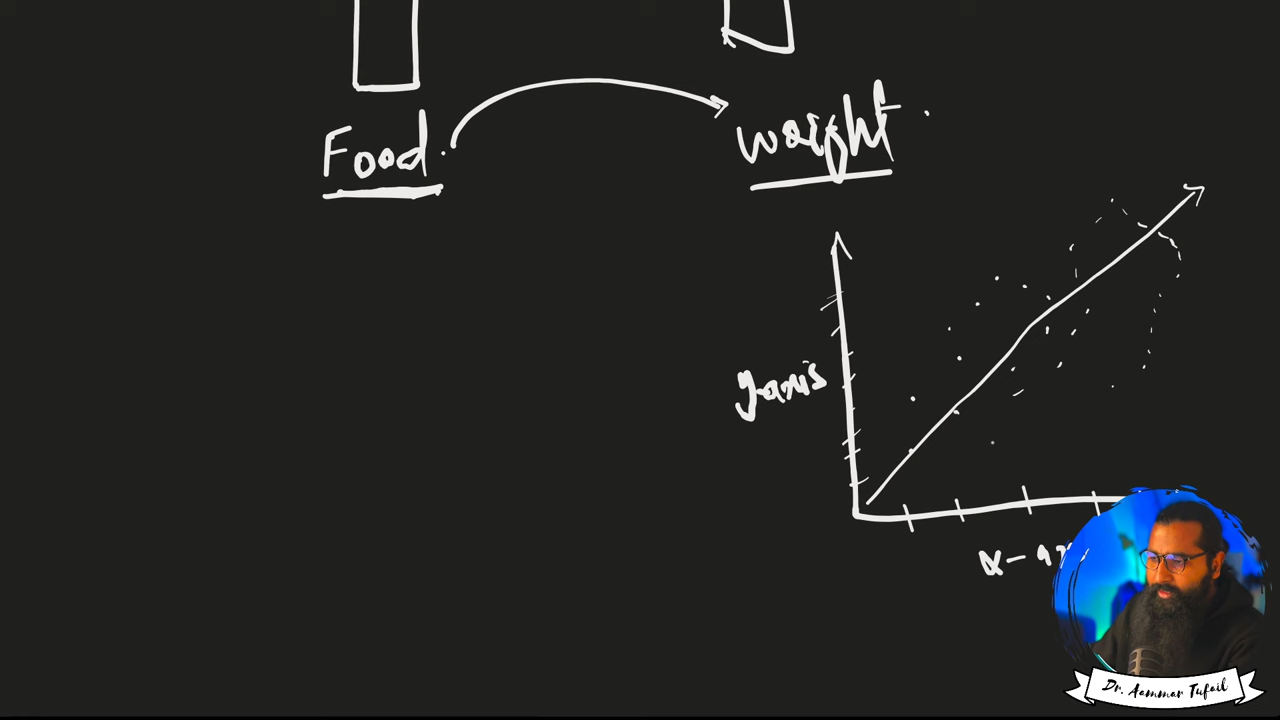 Food.
weight.
y-axis
x-
Dr. Aammar Tufail